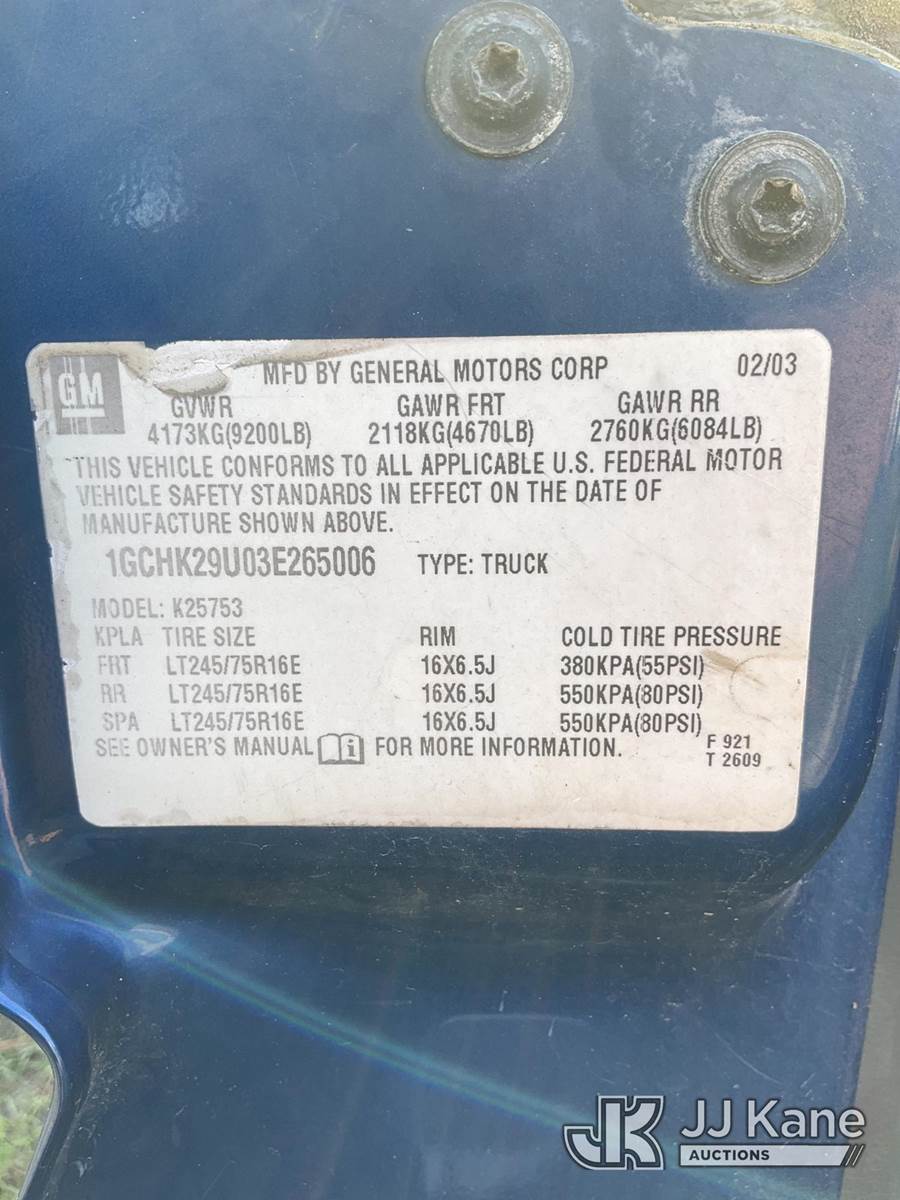 GM
MFD BY GENERAL MOTORS CORP 02/03
GVWR GAWR FRT GAWR RR
4173KG(9200LB) 2118KG(4670LB) 2760KG(6084LB)
THIS VEHICLE CONFORMS TO ALL APPLICABLE U.S. FEDERAL MOTOR
VEHICLE SAFETY STANDARDS IN EFFECT ON THE DATE OF
MANUFACTURE SHOWN ABOVE.
1GCHK29U03E265006 TYPE: TRUCK
MODEL: K25753
KPLA TIRE SIZE RIM COLD TIRE PRESSURE
FRT LT245/75R16E 16X6.5J 380KPA(55PSI)
RR LT245/75R16E 16X6.5J 550KPA(80PSI)
SPA LT245/75R16E 16X6.5J 550KPA(80PSI)
SEE OWNER'S MANUAL FOR MORE INFORMATION.
F 921
T 2609
JK JJ Kane
AUCTIONS